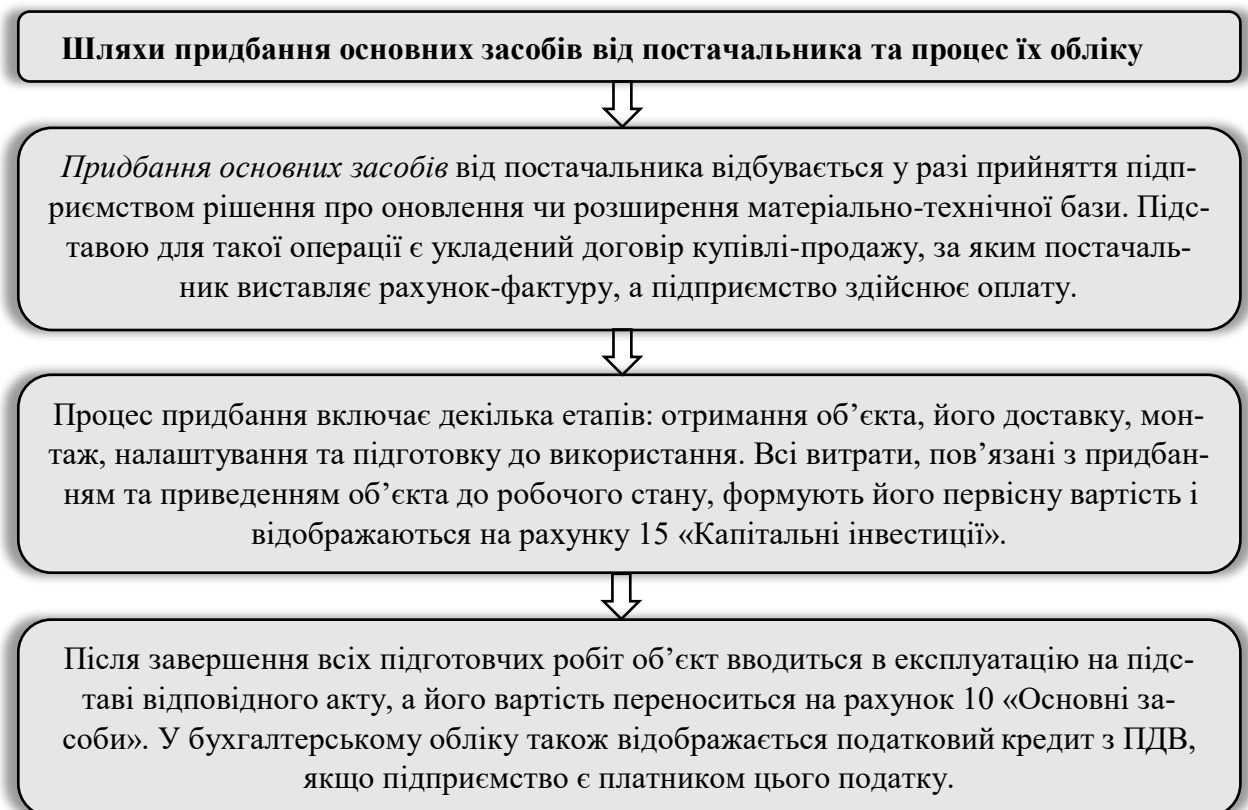 Шляхи придбання основних засобів від постачальника та процес їх обліку
Придбання основних засобів від постачальника відбувається у разі прийняття підп-
риємством рішення про оновлення чи розширення матеріально-технічної бази. Підс-
тавою для такої операції є укладений договір купівлі-продажу, за яким постачаль-
ник виставляє рахунок-фактуру, а підприємство здійснює оплату.
Процес придбання включає декілька етапів: отримання об’єкта, його доставку, мон-
таж, налаштування та підготовку до використання. Всі витрати, пов’язані з придбан-
ням та приведенням об’єкта до робочого стану, формують його первісну вартість і
відображаються на рахунку 15 «Капітальні інвестиції».
Після завершення всіх підготовчих робіт об’єкт вводиться в експлуатацію на підс-
таві відповідного акту, а його вартість переноситься на рахунок 10 «Основні за-
соби». У бухгалтерському обліку також відображається податковий кредит з ПДВ,
якщо підприємство є платником цього податку.